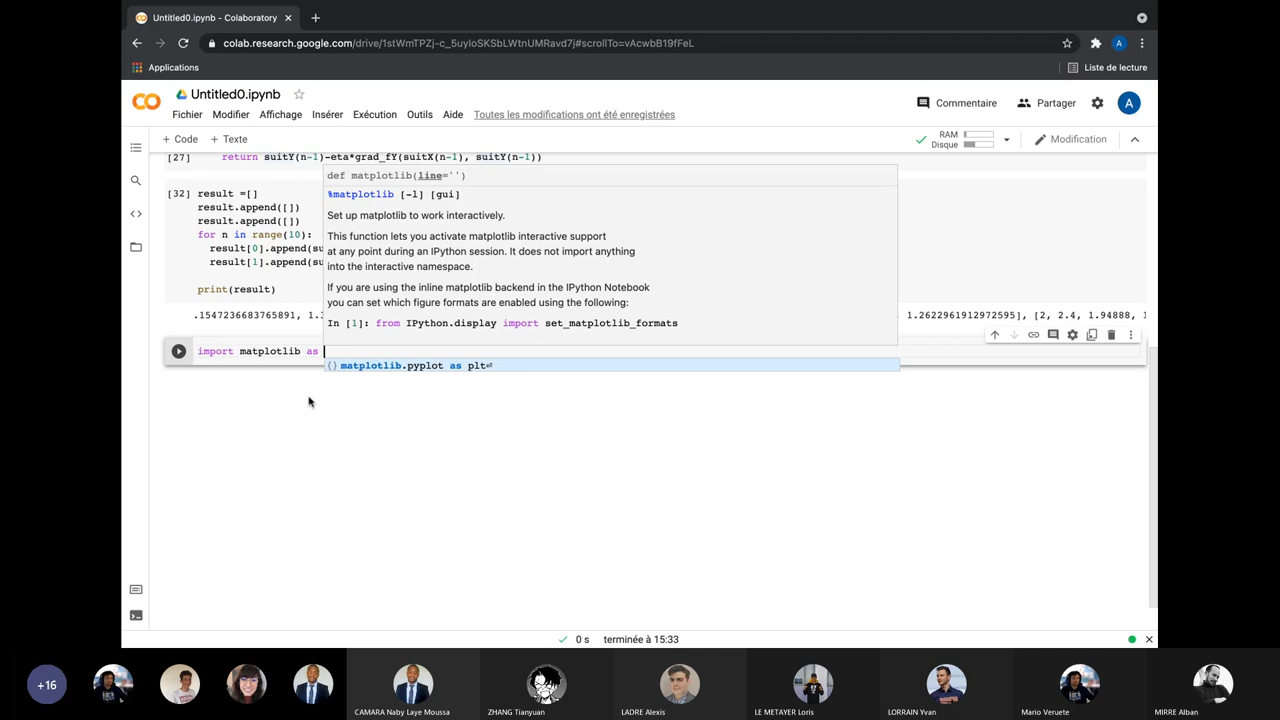 Untitled0.ipynb - Colaboratory
colab.research.google.com/drive/1stWmTPZj-c_5uyIoSKSbLWtnUMRavd7j#scrollTo=vAcwbB19fFeL
A
Applications
Liste de lecture
Untitled0.ipynb
Commentaire
Partager
A
Fichier Modifier Affichage Insérer Exécution Outils Aide Toutes les modifications ont été enregistrées
+ Code + Texte
RAM
Disque
Modification
[27] return suitY(n-1)-eta*grad_fY(suitX(n-1), suitY(n-1))
def matplotlib(line='')
%matplotlib [-l] [gui]
Set up matplotlib to work interactively.
This function lets you activate matplotlib interactive support
at any point during an IPython session. It does not import anything
into the interactive namespace.
If you are using the inline matplotlib backend in the IPython Notebook
you can set which figure formats are enabled using the following:
In [1]: from IPython.display import set_matplotlib_formats
[32] result =[]
result.append([])
result.append([])
for n in range(10):
result[0].append(su
result[1].append(su
print(result)
.1547236683765891, 1.3
, 1.2622961912972595], [2, 2.4, 1.94888, 1
import matplotlib as
{} matplotlib.pyplot as plt⏎
0 s terminée à 15:33
+16
CAMARA Naby Laye Moussa
ZHANG Tianyuan
LADRE Alexis
LE METAYER Loris
LORRAIN Yvan
Mario Veruete
MIRRE Alban